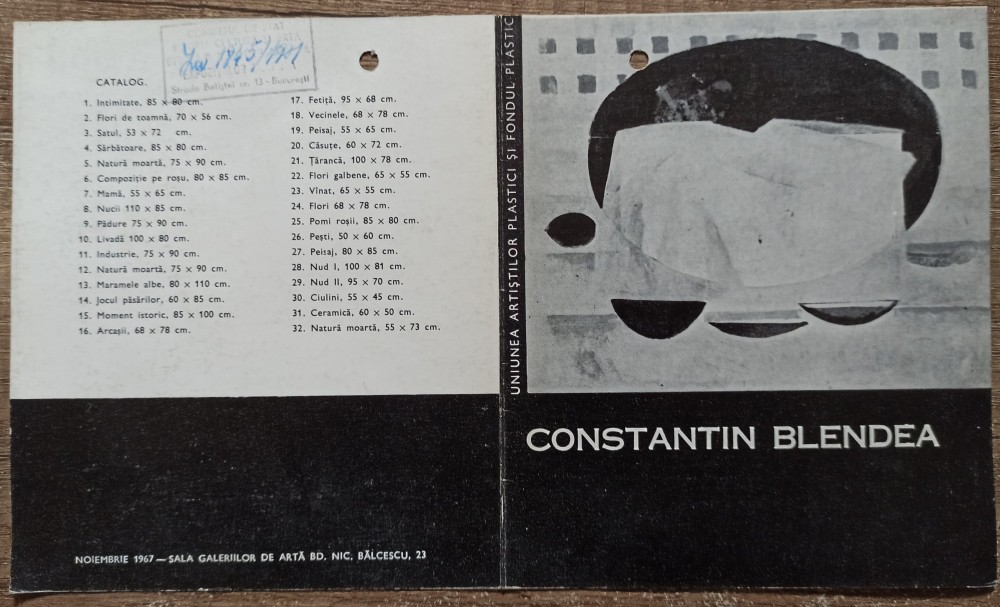 CATALOG.
1. Intimitate, 85 × 80 cm.
2. Flori de toamnă, 70 × 56 cm.
3. Satul, 53 × 72 cm.
4. Sărbătoare, 85 × 80 cm.
5. Natură moartă, 75 × 90 cm.
6. Compoziție pe roșu, 80 × 85 cm.
7. Mamă, 55 × 65 cm.
8. Nucii 110 × 85 cm.
9. Pădure 75 × 90 cm.
10. Livadă 100 × 80 cm.
11. Industrie, 75 × 90 cm.
12. Natură moartă, 75 × 90 cm.
13. Maramele albe, 80 × 110 cm.
14. Jocul păsărilor, 60 × 85 cm.
15. Moment istoric, 85 × 100 cm.
16. Arcașii, 68 × 78 cm.
17. Fetiță, 95 × 68 cm.
18. Vecinele, 68 × 78 cm.
19. Peisaj, 55 × 65 cm.
20. Căsuțe, 60 × 72 cm.
21. Țărancă, 100 × 78 cm.
22. Flori galbene, 65 × 55 cm.
23. Vînat, 65 × 55 cm.
24. Flori 68 × 78 cm.
25. Pomi roșii, 85 × 80 cm.
26. Pești, 50 × 60 cm.
27. Peisaj, 80 × 85 cm.
28. Nud I, 100 × 81 cm.
29. Nud II, 95 × 70 cm.
30. Ciulini, 55 × 45 cm.
31. Ceramică, 60 × 50 cm.
32. Natură moartă, 55 × 73 cm.
Strada Batiștei nr. 13 - București
NOIEMBRIE 1967 — SALA GALERIILOR DE ARTĂ BD. NIC. BĂLCESCU, 23
UNIUNEA ARTIȘTILOR PLASTICI ȘI FONDUL PLASTIC
CONSTANTIN BLENDEA